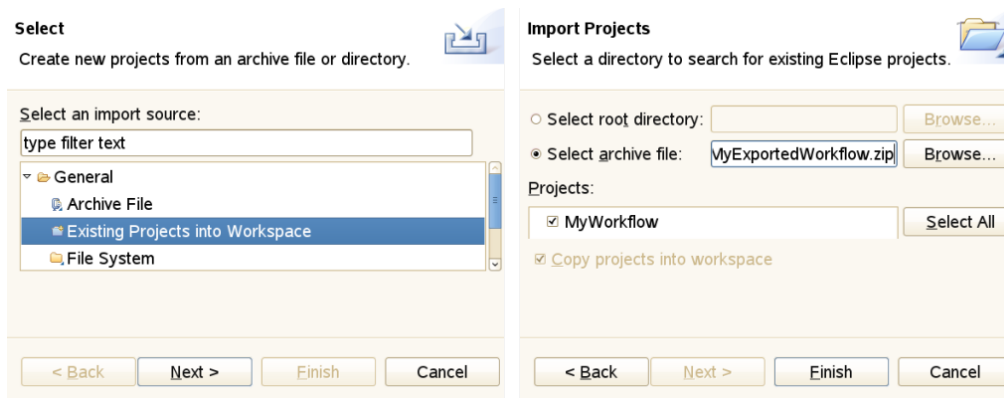 Select
Create new projects from an archive file or directory.
Select an import source:
type filter text
General
Archive File
Existing Projects into Workspace
File System
< Back
Next >
Finish
Cancel
Import Projects
Select a directory to search for existing Eclipse projects.
Select root directory:
Browse...
Select archive file:
MyExportedWorkflow.zip
Browse...
Projects:
MyWorkflow
Select All
Copy projects into workspace
< Back
Next >
Finish
Cancel